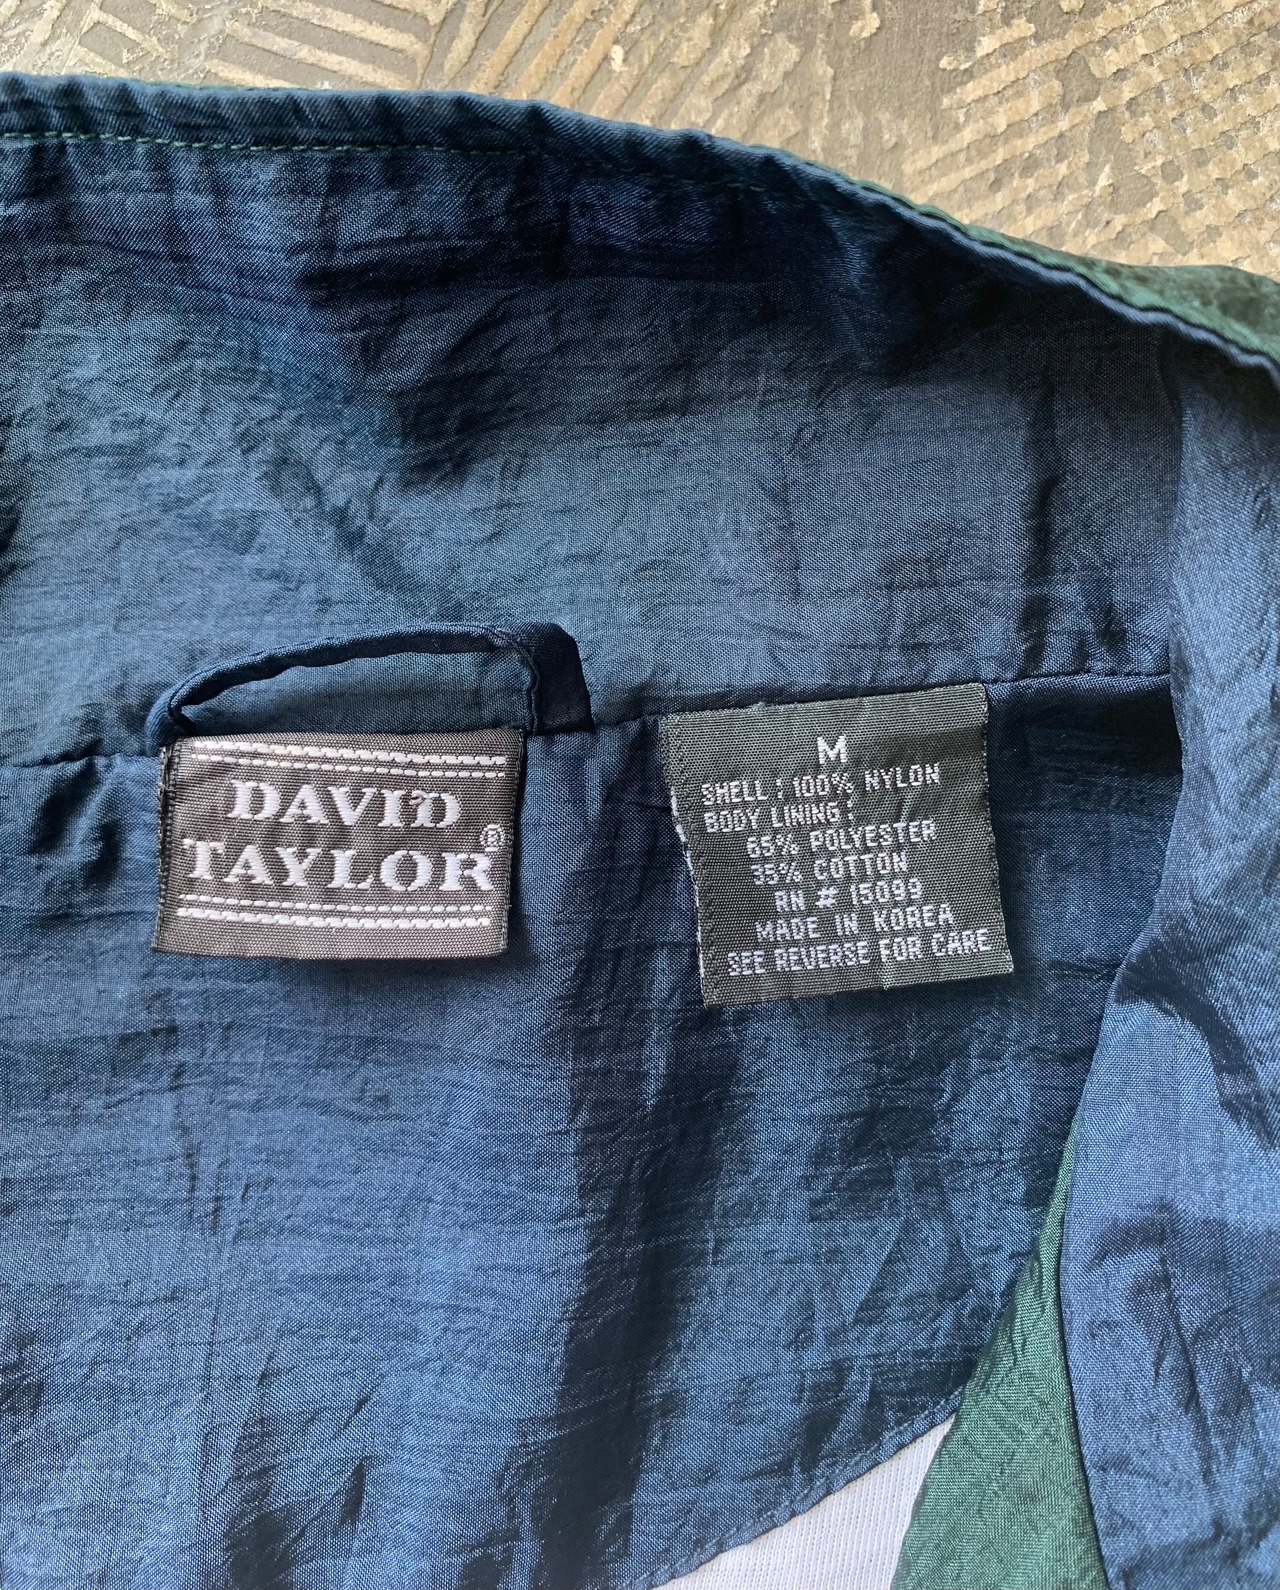 DAVID
TAYLOR®
M
SHELL: 100% NYLON
BODY LINING:
65% POLYESTER
35% COTTON
RN # 15099
MADE IN KOREA
SEE REVERSE FOR CARE